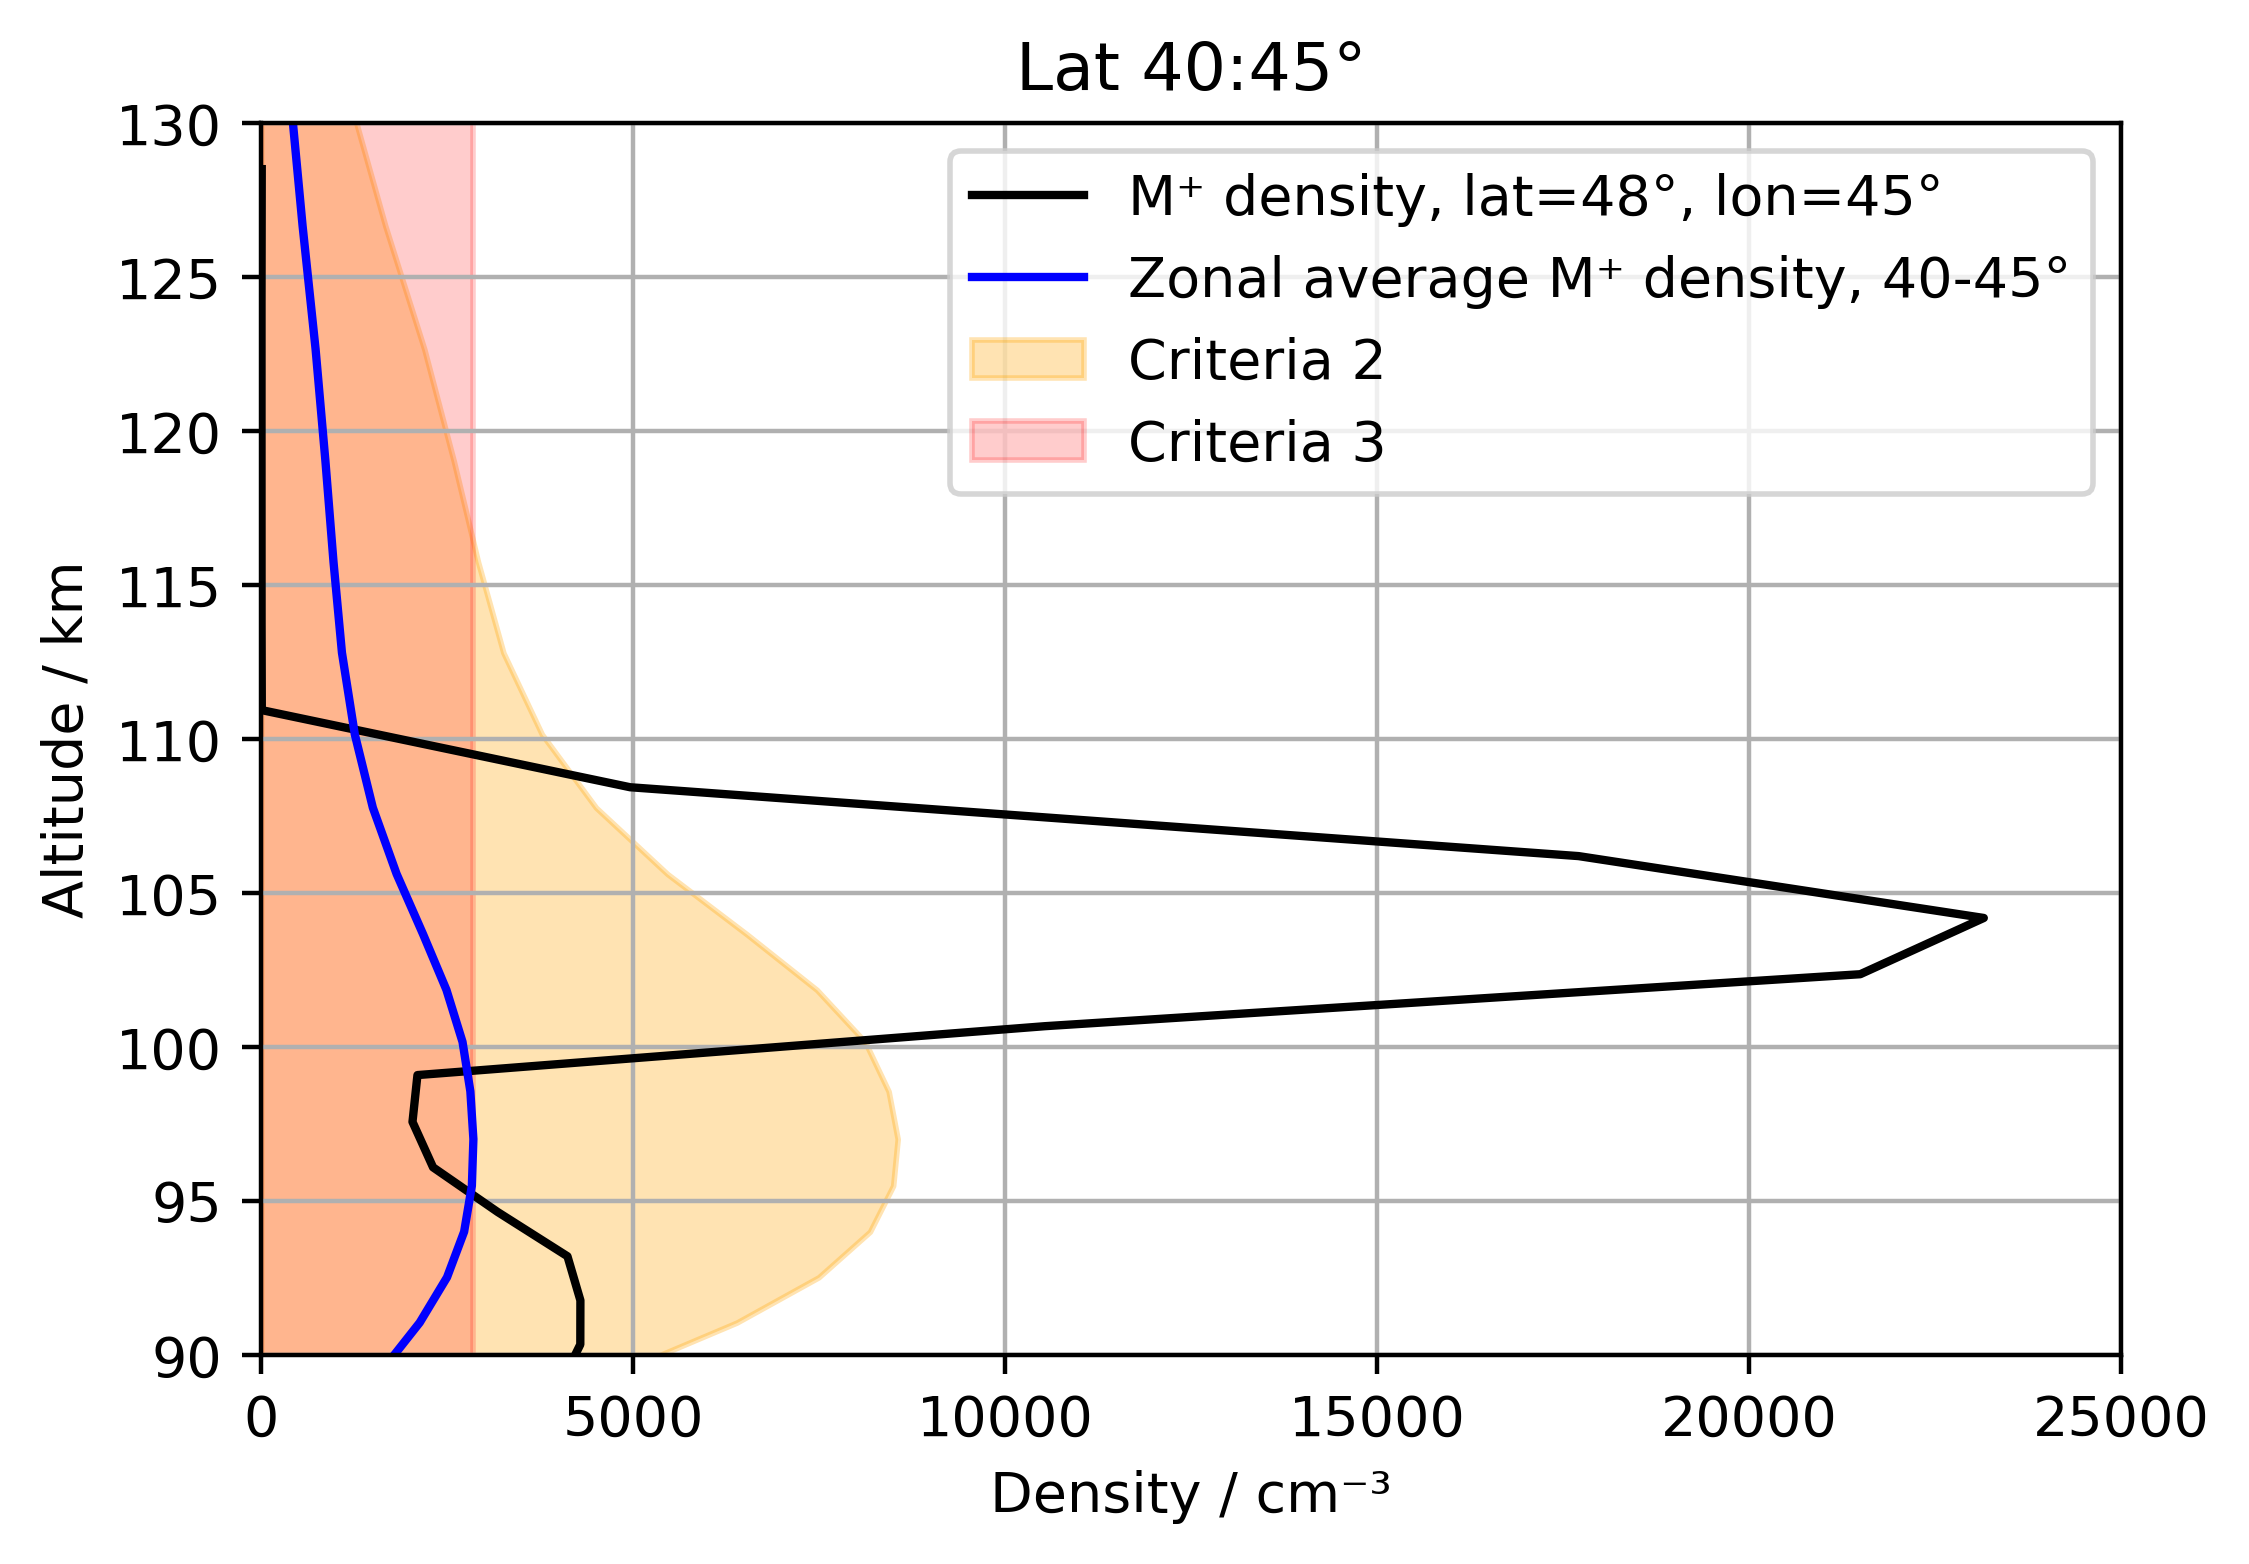 Lat 40:45°
M⁺ density, lat=48°, lon=45°
Zonal average M⁺ density, 40-45°
Criteria 2
Criteria 3
Altitude / km
130
125
120
115
110
105
100
95
90
0 5000 10000 15000 20000 25000
Density / cm⁻³